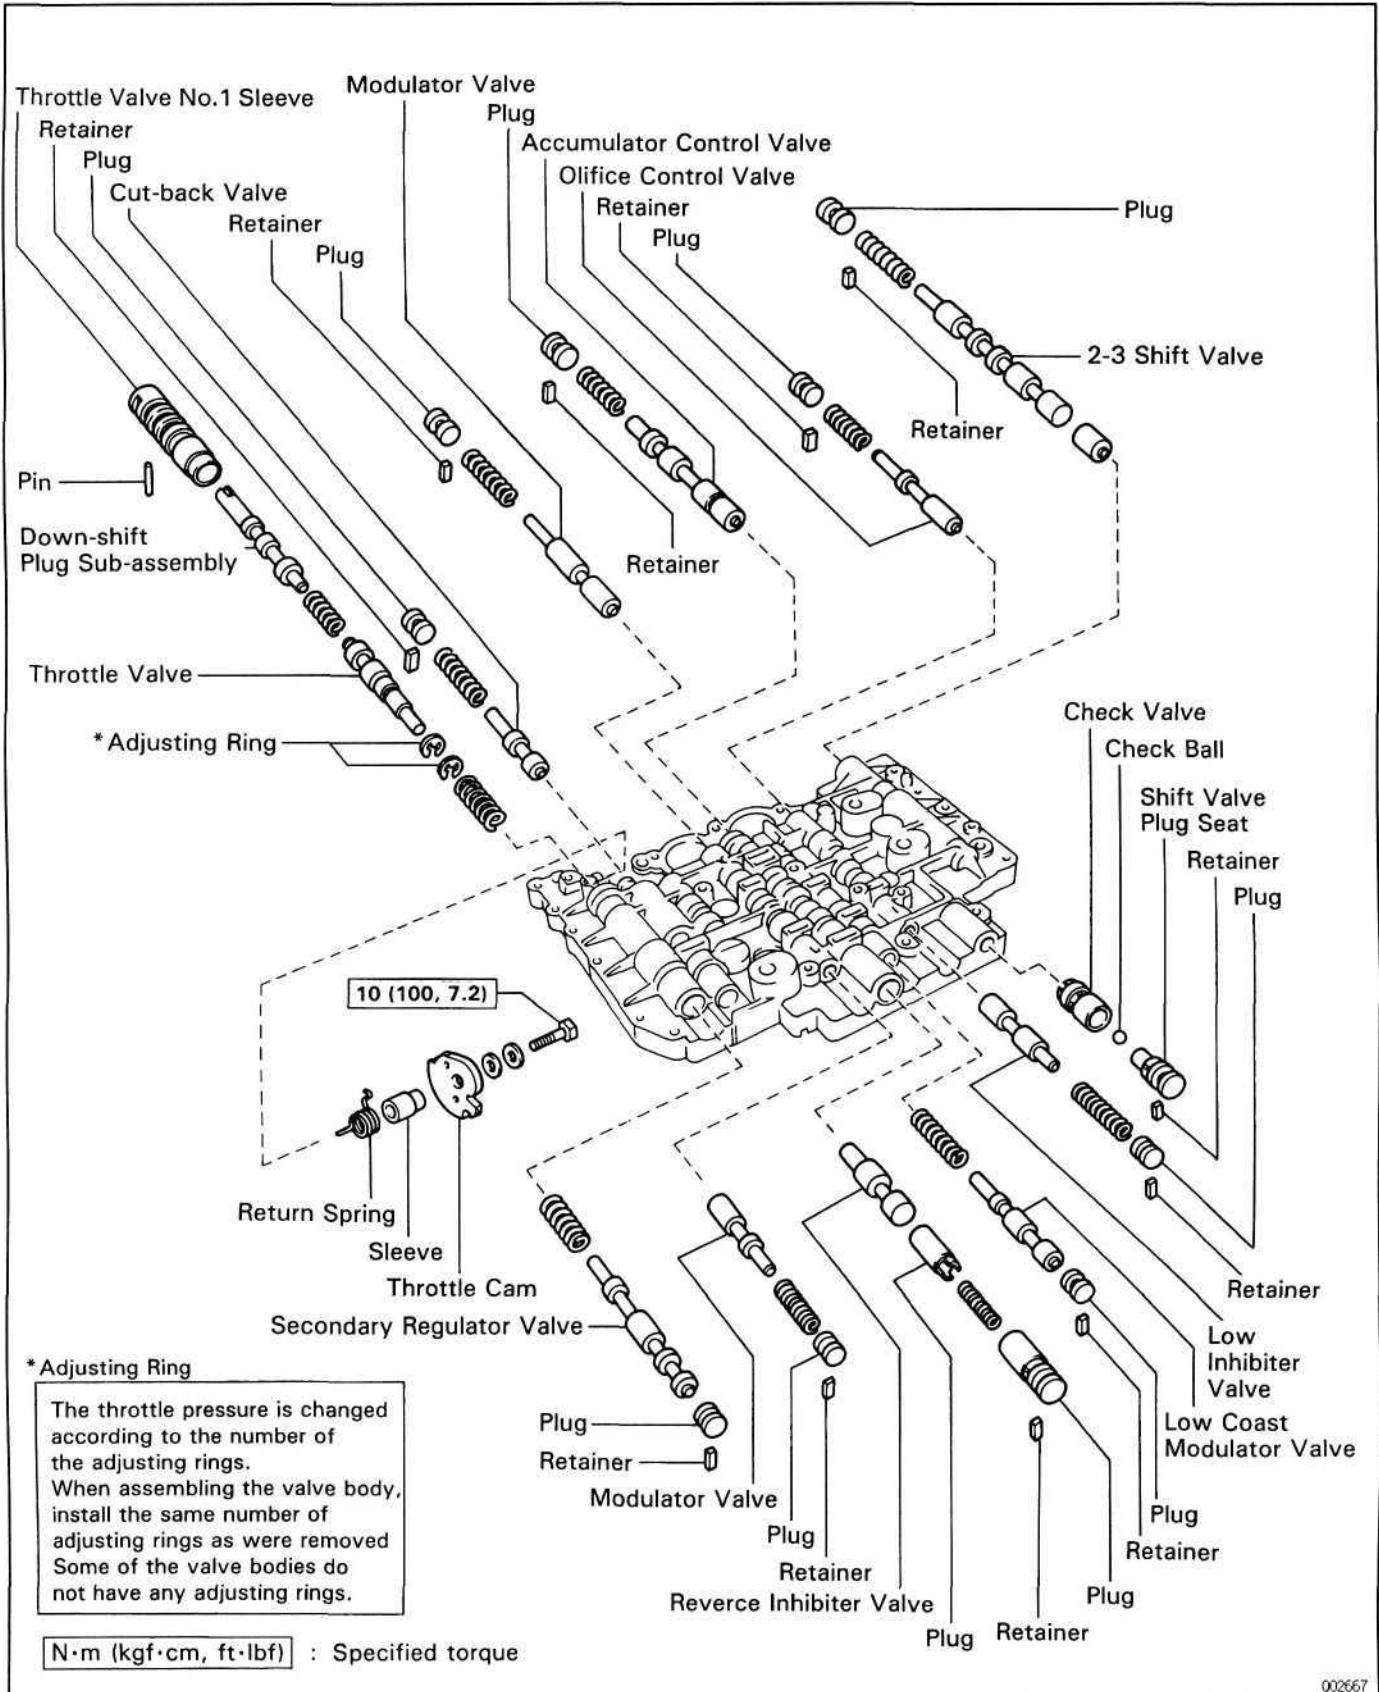 Throttle Valve No.1 Sleeve
Retainer
Plug
Cut-back Valve
Retainer
Plug
Modulator Valve
Plug
Accumulator Control Valve
Olifice Control Valve
Retainer
Plug
Plug
2-3 Shift Valve
Retainer
Retainer
Pin
Down-shift
Plug Sub-assembly
Throttle Valve
*Adjusting Ring
Check Valve
Check Ball
Shift Valve
Plug Seat
Retainer
Plug
10 (100, 7.2)
Return Spring
Sleeve
Throttle Cam
Secondary Regulator Valve
Plug
Retainer
Modulator Valve
Plug
Retainer
Reverce Inhibiter Valve
Plug
Retainer
Plug
Retainer
Plug
Low Coast
Modulator Valve
Low
Inhibiter
Valve
Retainer
*Adjusting Ring
The throttle pressure is changed
according to the number of
the adjusting rings.
When assembling the valve body,
install the same number of
adjusting rings as were removed
Some of the valve bodies do
not have any adjusting rings.
N·m (kgf·cm, ft·lbf) : Specified torque
002667